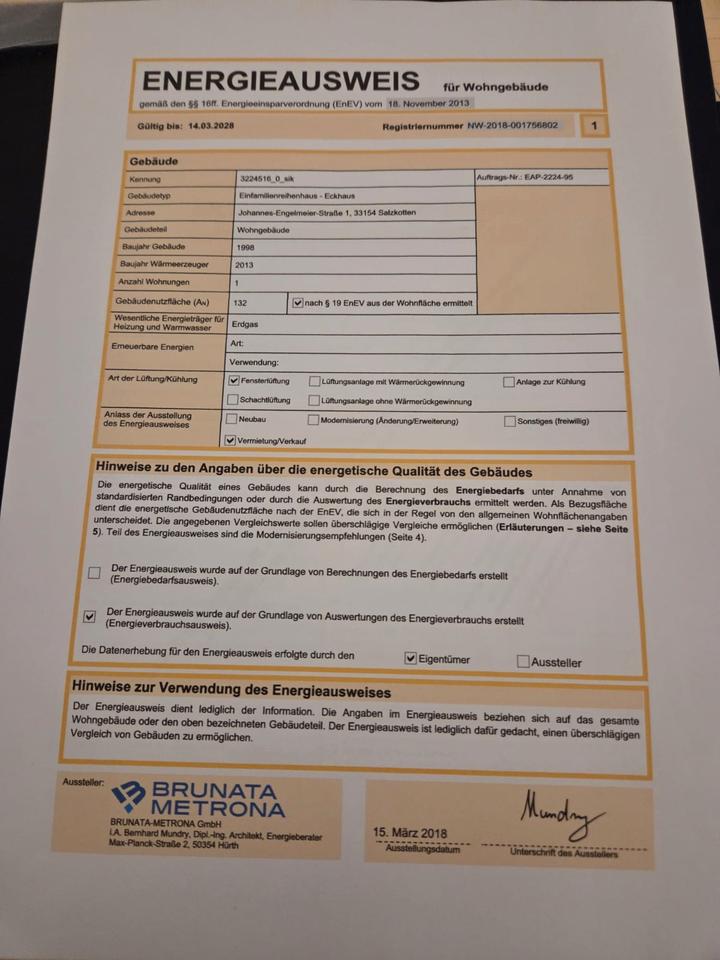 ENERGIEAUSWEIS für Wohngebäude
gemäß den §§ 16ff. Energieeinsparverordnung (EnEV) vom 18. November 2013
Gültig bis: 14.03.2028 Registriernummer NW-2018-001756802 1
Gebäude
Kennung 3224516_0_sik Auftrags-Nr.: EAP-2224-95
Gebäudetyp Einfamilienreihenhaus - Eckhaus
Adresse Johannes-Engelmeier-Straße 1, 33154 Salzkotten
Gebäudeteil Wohngebäude
Baujahr Gebäude 1998
Baujahr Wärmeerzeuger 2013
Anzahl Wohnungen 1
Gebäudenutzfläche (AN) 132 nach § 19 EnEV aus der Wohnfläche ermittelt
Wesentliche Energieträger für
Heizung und Warmwasser Erdgas
Erneuerbare Energien Art:
Verwendung:
Art der Lüftung/Kühlung Fensterlüftung Lüftungsanlage mit Wärmerückgewinnung Anlage zur Kühlung
Schachtlüftung Lüftungsanlage ohne Wärmerückgewinnung
Anlass der Ausstellung
des Energieausweises Neubau Modernisierung (Änderung/Erweiterung) Sonstiges (freiwillig)
Vermietung/Verkauf
Hinweise zu den Angaben über die energetische Qualität des Gebäudes
Die energetische Qualität eines Gebäudes kann durch die Berechnung des Energiebedarfs unter Annahme von
standardisierten Randbedingungen oder durch die Auswertung des Energieverbrauchs ermittelt werden. Als Bezugsfläche
dient die energetische Gebäudenutzfläche nach der EnEV, die sich in der Regel von den allgemeinen Wohnflächenangaben
unterscheidet. Die angegebenen Vergleichswerte sollen überschlägige Vergleiche ermöglichen (Erläuterungen – siehe Seite
5). Teil des Energieausweises sind die Modernisierungsempfehlungen (Seite 4).
Der Energieausweis wurde auf der Grundlage von Berechnungen des Energiebedarfs erstellt
(Energiebedarfsausweis).
Der Energieausweis wurde auf der Grundlage von Auswertungen des Energieverbrauchs erstellt
(Energieverbrauchsausweis).
Die Datenerhebung für den Energieausweis erfolgte durch den Eigentümer Aussteller
Hinweise zur Verwendung des Energieausweises
Der Energieausweis dient lediglich der Information. Die Angaben im Energieausweis beziehen sich auf das gesamte
Wohngebäude oder den oben bezeichneten Gebäudeteil. Der Energieausweis ist lediglich dafür gedacht, einen überschlägigen
Vergleich von Gebäuden zu ermöglichen.
Aussteller:
BRUNATA
METRONA
BRUNATA-METRONA GmbH
i.A. Bernhard Mundry, Dipl.-Ing. Architekt, Energieberater
Max-Planck-Straße 2, 50354 Hürth
Mundry
15. März 2018
Ausstellungsdatum Unterschrift des Ausstellers